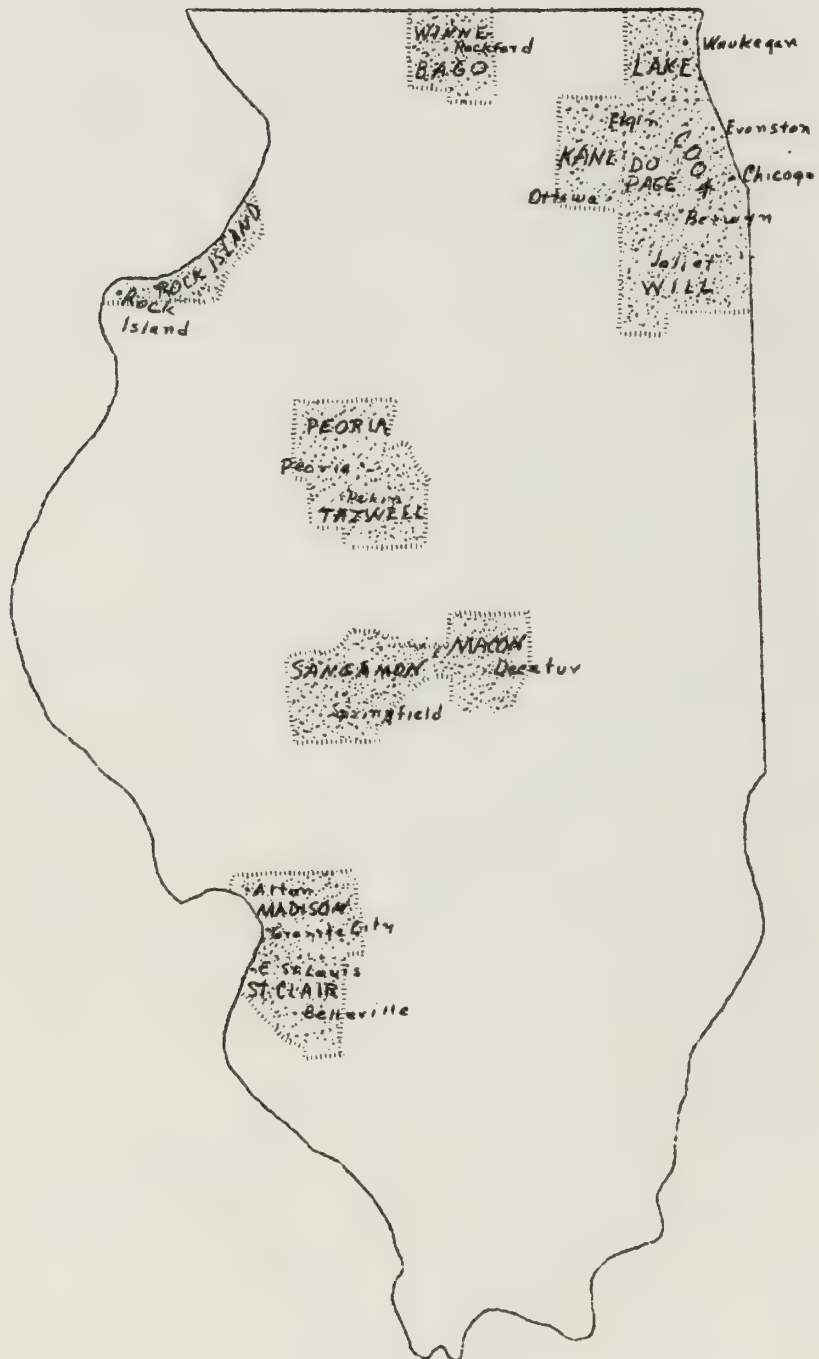 WINNE
Rockford
BAGO
Waukegan
LAKE
Elgin
Evanston
COOK
KANE
DU
PAGE
Chicago
Ottawa
Berwyn
Joliet
WILL
ROCK ISLAND
Rock
Island
PEORIA
Peoria
Pekin
TAZWELL
MACON
SANGAMON
Decatur
Springfield
Alton
MADISON
Granite City
E. St. Louis
ST. CLAIR
Belleville